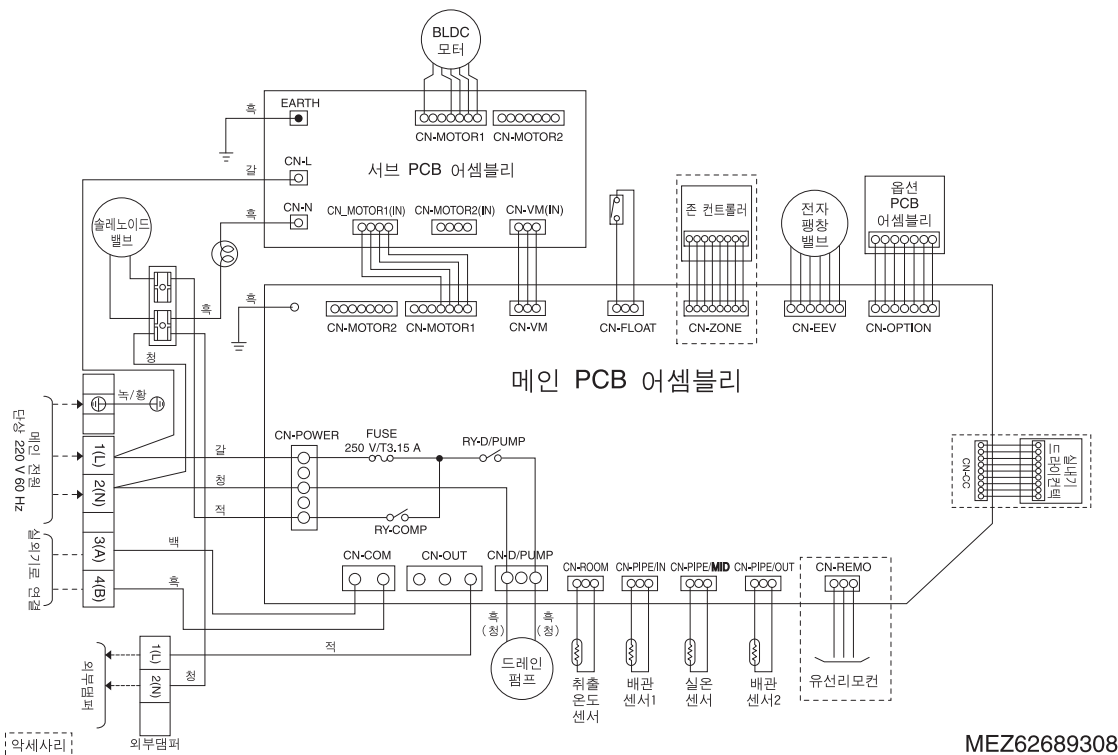 BLDC
모터
흑
EARTH
CN-MOTOR1
CN-MOTOR2
갈
CN-L
서브 PCB 어셈블리
흑
CN-N
CN_MOTOR1(IN)
CN-MOTOR2(IN)
CN-VM(IN)
솔레노이드
밸브
흑
청
존 컨트롤러
전자
팽창
밸브
옵션
PCB
어셈블리
흑
CN-MOTOR2
CN-MOTOR1
CN-VM
CN-FLOAT
CN-ZONE
CN-EEV
CN-OPTION
메인 PCB 어셈블리
녹/황
메인 전원
단상 220 V 60 Hz
1(L)
2(N)
3(A)
4(B)
실외기로 연결
갈
청
적
백
흑
CN-POWER
FUSE
250 V/T3.15 A
RY-D/PUMP
RY-COMP
CN-CC
실내기
드라이컨텍
CN-COM
CN-OUT
CN-D/PUMP
CN-ROOM
CN-PIPE/IN
CN-PIPE/MID
CN-PIPE/OUT
CN-REMO
흑
(청)
흑
(청)
드레인
펌프
취출
온도
센서
배관
센서1
실온
센서
배관
센서2
유선리모컨
적
청
1(L)
2(N)
외부댐퍼
외부댐퍼
악세사리
MEZ62689308